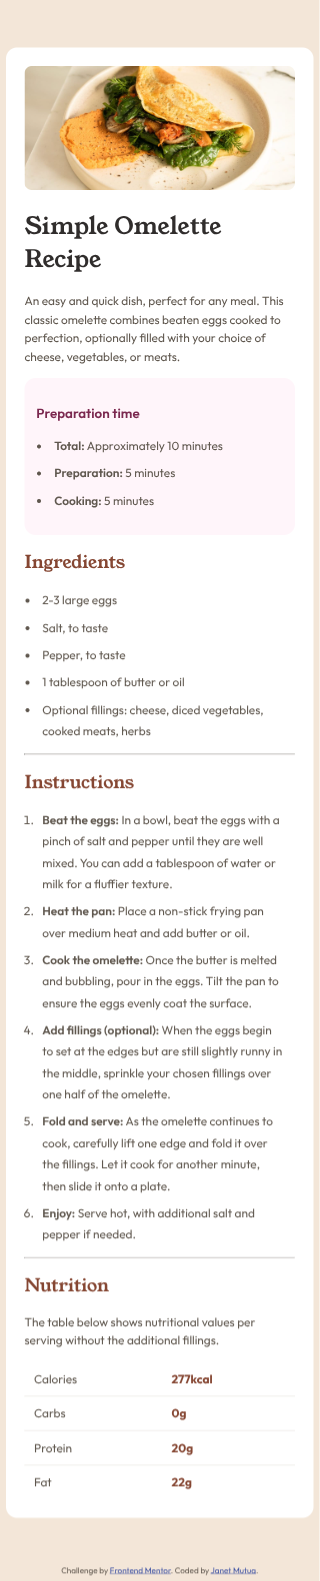 Simple Omelette
Recipe
An easy and quick dish, perfect for any meal. This
classic omelette combines beaten eggs cooked to
perfection, optionally filled with your choice of
cheese, vegetables, or meats.
Preparation time
• Total: Approximately 10 minutes
• Preparation: 5 minutes
• Cooking: 5 minutes
Ingredients
• 2-3 large eggs
• Salt, to taste
• Pepper, to taste
• 1 tablespoon of butter or oil
• Optional fillings: cheese, diced vegetables,
cooked meats, herbs
Instructions
1. Beat the eggs: In a bowl, beat the eggs with a
pinch of salt and pepper until they are well
mixed. You can add a tablespoon of water or
milk for a fluffier texture.
2. Heat the pan: Place a non-stick frying pan
over medium heat and add butter or oil.
3. Cook the omelette: Once the butter is melted
and bubbling, pour in the eggs. Tilt the pan to
ensure the eggs evenly coat the surface.
4. Add fillings (optional): When the eggs begin
to set at the edges but are still slightly runny in
the middle, sprinkle your chosen fillings over
one half of the omelette.
5. Fold and serve: As the omelette continues to
cook, carefully lift one edge and fold it over
the fillings. Let it cook for another minute,
then slide it onto a plate.
6. Enjoy: Serve hot, with additional salt and
pepper if needed.
Nutrition
The table below shows nutritional values per
serving without the additional fillings.
Calories 277kcal
Carbs 0g
Protein 20g
Fat 22g
Challenge by Frontend Mentor. Coded by Janet Mutua.